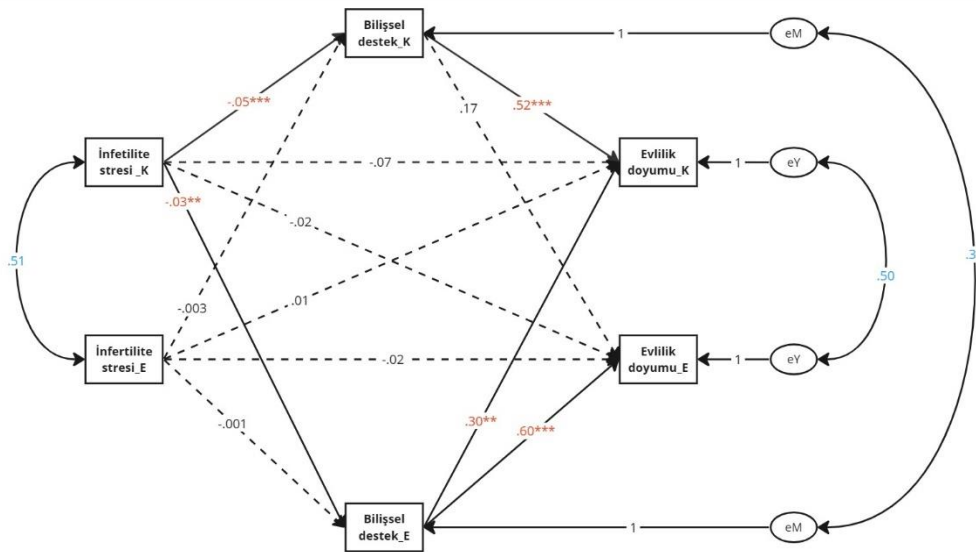 Bilişsel
destek_K
1
eM
-.05***
.17
.52***
İnfetilite
stresi _K
-.07
Evlilik
doyumu_K
1
eY
-.03**
-.02
.51
.3
.50
-.003
.01
İnfertilite
stresi_E
-.02
Evlilik
doyumu_E
1
eY
-.001
.30**
.60***
Bilişsel
destek_E
1
eM